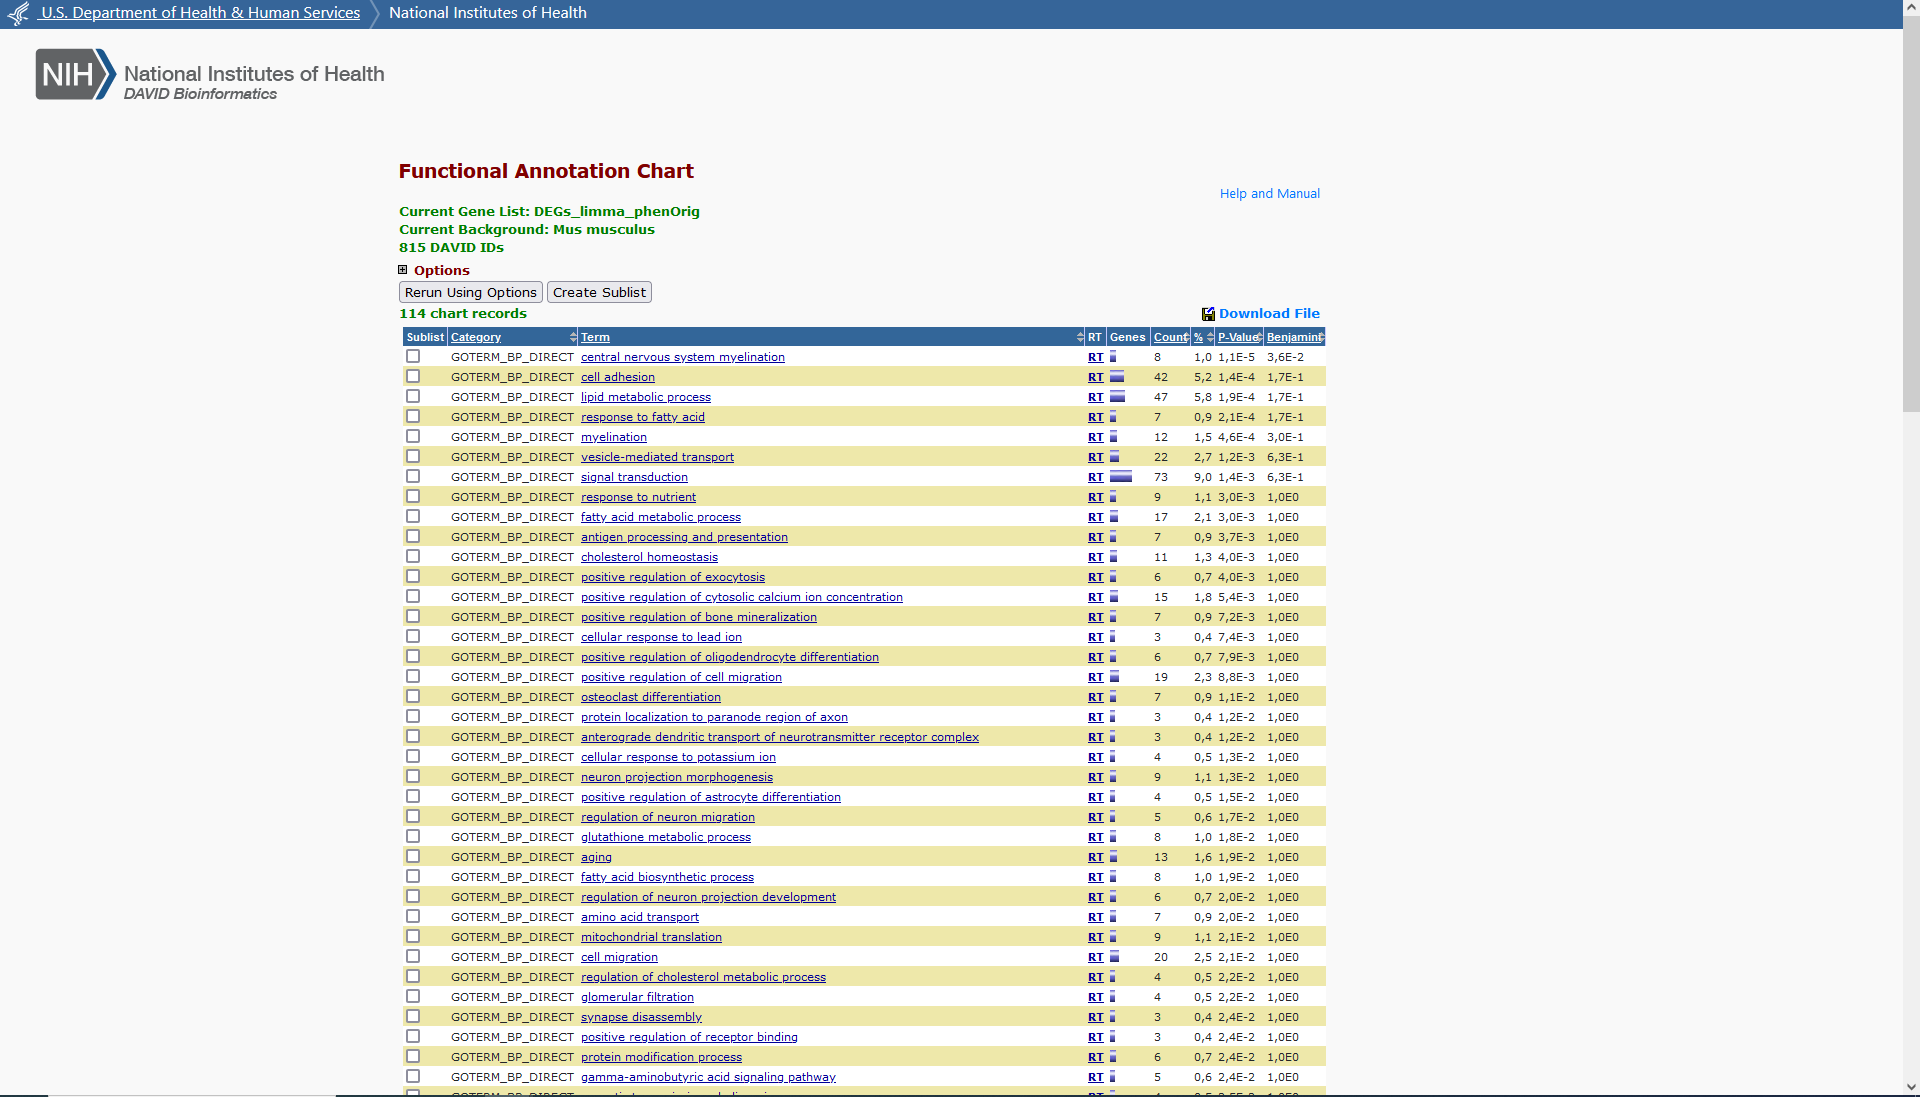 U.S. Department of Health & Human Services National Institutes of Health
NIH National Institutes of Health
DAVID Bioinformatics
Functional Annotation Chart
Help and Manual
Current Gene List: DEGs_limma_phenOrig
Current Background: Mus musculus
815 DAVID IDs
Options
Rerun Using Options Create Sublist
114 chart records Download File
Sublist Category Term RT Genes Count % P-Value Benjamini
GOTERM_BP_DIRECT central nervous system myelination RT 8 1,0 1,1E-5 3,6E-2
GOTERM_BP_DIRECT cell adhesion RT 42 5,2 1,4E-4 1,7E-1
GOTERM_BP_DIRECT lipid metabolic process RT 47 5,8 1,9E-4 1,7E-1
GOTERM_BP_DIRECT response to fatty acid RT 7 0,9 2,1E-4 1,7E-1
GOTERM_BP_DIRECT myelination RT 12 1,5 4,6E-4 3,0E-1
GOTERM_BP_DIRECT vesicle-mediated transport RT 22 2,7 1,2E-3 6,3E-1
GOTERM_BP_DIRECT signal transduction RT 73 9,0 1,4E-3 6,3E-1
GOTERM_BP_DIRECT response to nutrient RT 9 1,1 3,0E-3 1,0E0
GOTERM_BP_DIRECT fatty acid metabolic process RT 17 2,1 3,0E-3 1,0E0
GOTERM_BP_DIRECT antigen processing and presentation RT 7 0,9 3,7E-3 1,0E0
GOTERM_BP_DIRECT cholesterol homeostasis RT 11 1,3 4,0E-3 1,0E0
GOTERM_BP_DIRECT positive regulation of exocytosis RT 6 0,7 4,0E-3 1,0E0
GOTERM_BP_DIRECT positive regulation of cytosolic calcium ion concentration RT 15 1,8 5,4E-3 1,0E0
GOTERM_BP_DIRECT positive regulation of bone mineralization RT 7 0,9 7,2E-3 1,0E0
GOTERM_BP_DIRECT cellular response to lead ion RT 3 0,4 7,4E-3 1,0E0
GOTERM_BP_DIRECT positive regulation of oligodendrocyte differentiation RT 6 0,7 7,9E-3 1,0E0
GOTERM_BP_DIRECT positive regulation of cell migration RT 19 2,3 8,8E-3 1,0E0
GOTERM_BP_DIRECT osteoclast differentiation RT 7 0,9 1,1E-2 1,0E0
GOTERM_BP_DIRECT protein localization to paranode region of axon RT 3 0,4 1,2E-2 1,0E0
GOTERM_BP_DIRECT anterograde dendritic transport of neurotransmitter receptor complex RT 3 0,4 1,2E-2 1,0E0
GOTERM_BP_DIRECT cellular response to potassium ion RT 4 0,5 1,3E-2 1,0E0
GOTERM_BP_DIRECT neuron projection morphogenesis RT 9 1,1 1,3E-2 1,0E0
GOTERM_BP_DIRECT positive regulation of astrocyte differentiation RT 4 0,5 1,5E-2 1,0E0
GOTERM_BP_DIRECT regulation of neuron migration RT 5 0,6 1,7E-2 1,0E0
GOTERM_BP_DIRECT glutathione metabolic process RT 8 1,0 1,8E-2 1,0E0
GOTERM_BP_DIRECT aging RT 13 1,6 1,9E-2 1,0E0
GOTERM_BP_DIRECT fatty acid biosynthetic process RT 8 1,0 1,9E-2 1,0E0
GOTERM_BP_DIRECT regulation of neuron projection development RT 6 0,7 2,0E-2 1,0E0
GOTERM_BP_DIRECT amino acid transport RT 7 0,9 2,0E-2 1,0E0
GOTERM_BP_DIRECT mitochondrial translation RT 9 1,1 2,1E-2 1,0E0
GOTERM_BP_DIRECT cell migration RT 20 2,5 2,1E-2 1,0E0
GOTERM_BP_DIRECT regulation of cholesterol metabolic process RT 4 0,5 2,2E-2 1,0E0
GOTERM_BP_DIRECT glomerular filtration RT 4 0,5 2,2E-2 1,0E0
GOTERM_BP_DIRECT synapse disassembly RT 3 0,4 2,4E-2 1,0E0
GOTERM_BP_DIRECT positive regulation of receptor binding RT 3 0,4 2,4E-2 1,0E0
GOTERM_BP_DIRECT protein modification process RT 6 0,7 2,4E-2 1,0E0
GOTERM_BP_DIRECT gamma-aminobutyric acid signaling pathway RT 5 0,6 2,4E-2 1,0E0